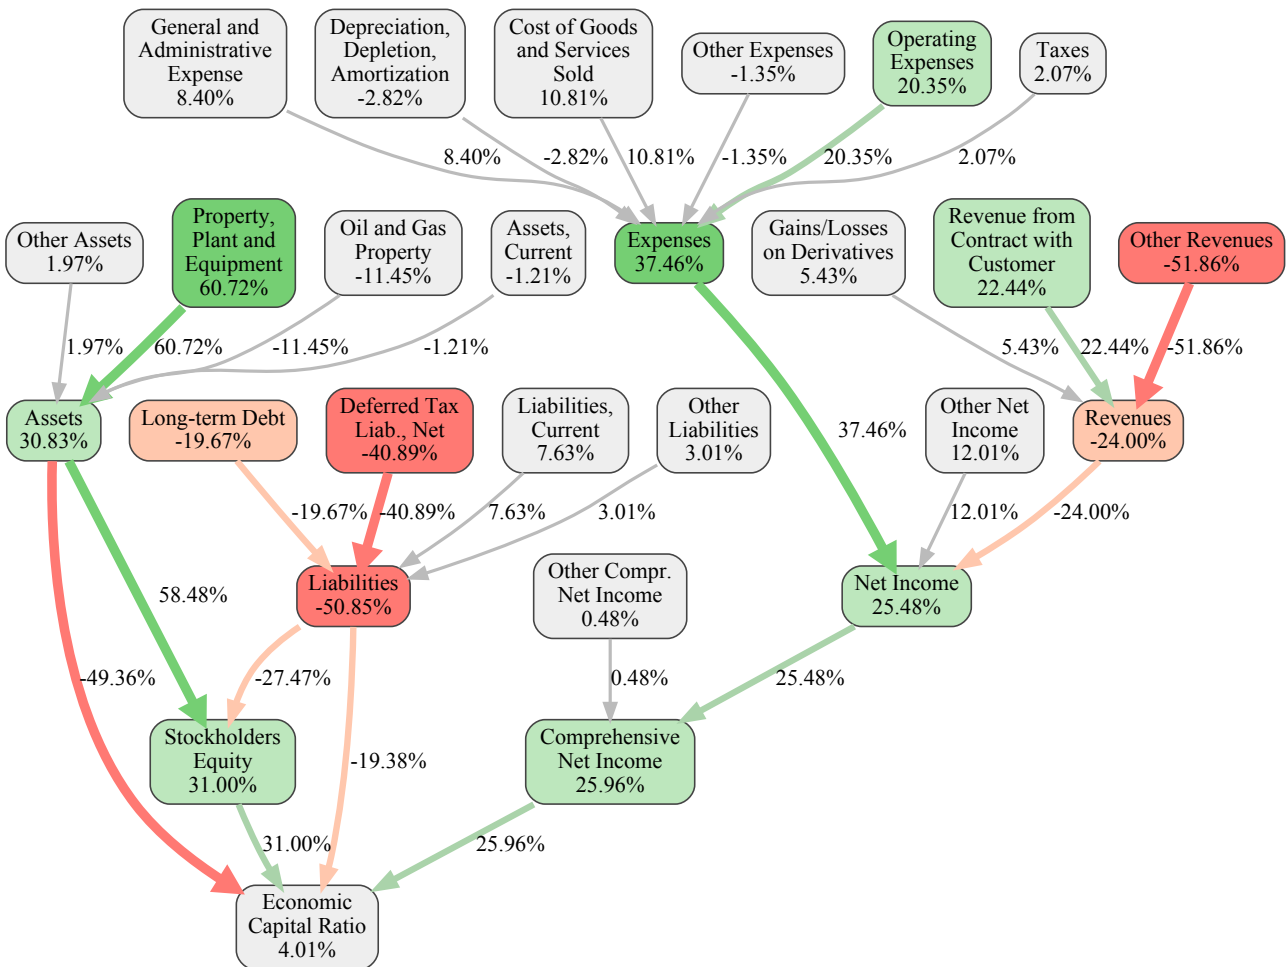 General and
Administrative
Expense
8.40%
Depreciation,
Depletion,
Amortization
-2.82%
Cost of Goods
and Services
Sold
10.81%
Other Expenses
-1.35%
Operating
Expenses
20.35%
Taxes
2.07%
8.40%
-2.82%
10.81%
-1.35%
20.35%
2.07%
Other Assets
1.97%
Property,
Plant and
Equipment
60.72%
Oil and Gas
Property
-11.45%
Assets,
Current
-1.21%
Expenses
37.46%
Gains/Losses
on Derivatives
5.43%
Revenue from
Contract with
Customer
22.44%
Other Revenues
-51.86%
1.97%
60.72%
-11.45%
-1.21%
5.43%
22.44%
-51.86%
Assets
30.83%
Long-term Debt
-19.67%
Deferred Tax
Liab., Net
-40.89%
Liabilities,
Current
7.63%
Other
Liabilities
3.01%
37.46%
Other Net
Income
12.01%
Revenues
-24.00%
-19.67%
-40.89%
7.63%
3.01%
12.01%
-24.00%
58.48%
Liabilities
-50.85%
Other Compr.
Net Income
0.48%
Net Income
25.48%
-49.36%
-27.47%
0.48%
25.48%
Stockholders
Equity
31.00%
-19.38%
Comprehensive
Net Income
25.96%
31.00%
25.96%
Economic
Capital Ratio
4.01%